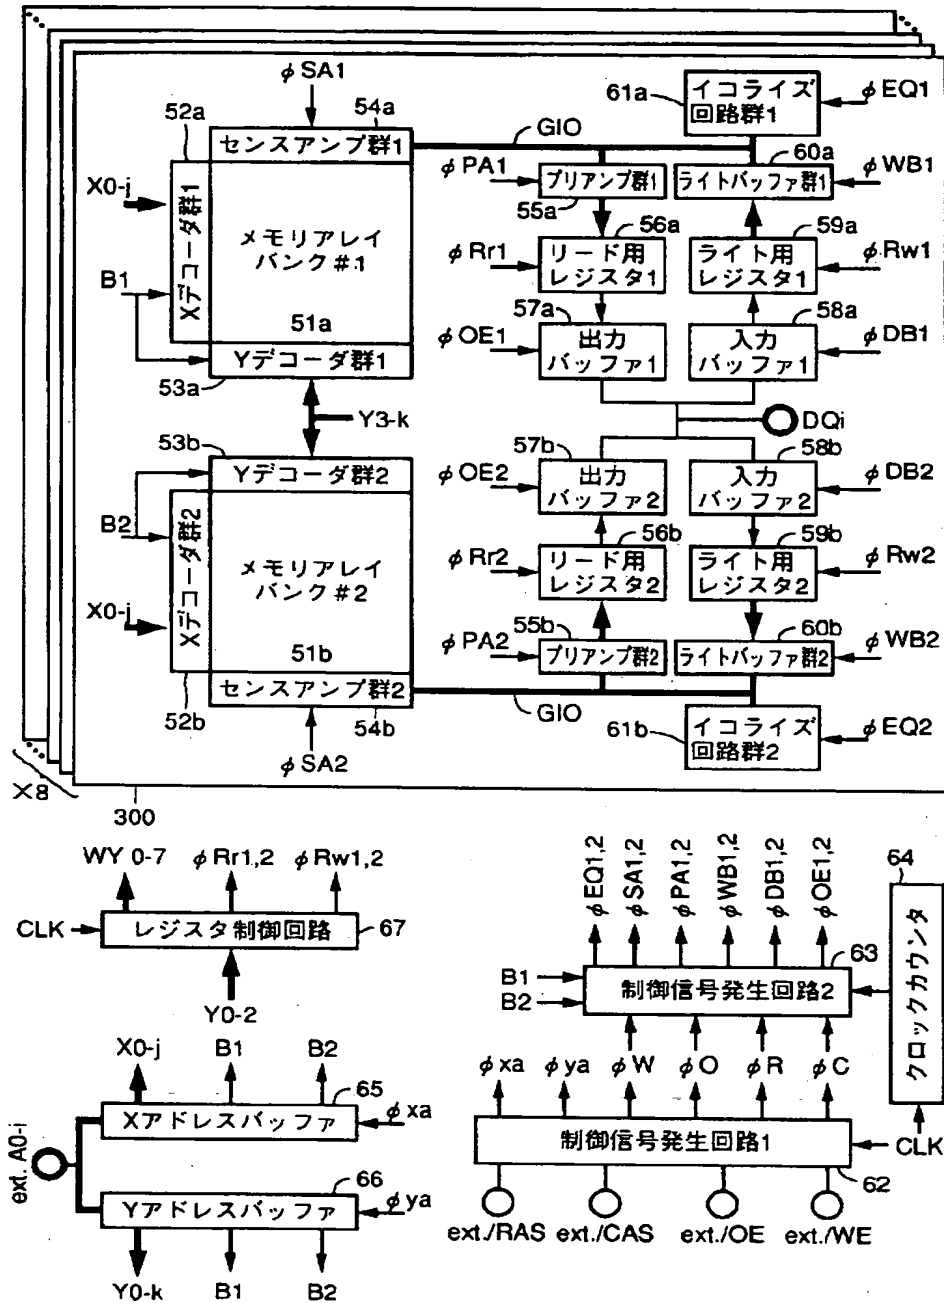 φSA1
52a
54a
センスアンプ群1
GIO
61a
イコライズ
回路群1
φEQ1
X0-j
Xデコーダ群1
メモリアレイ
バンク#1
φPA1
プリアンプ群1
55a
60a
ライトバッファ群1
φWB1
B1
51a
φRr1
56a
リード用
レジスタ1
59a
ライト用
レジスタ1
φRw1
Yデコーダ群1
53a
φOE1
57a
出力
バッファ1
58a
入力
バッファ1
φDB1
Y3-k
DQi
53b
Yデコーダ群2
φOE2
57b
出力
バッファ2
58b
入力
バッファ2
φDB2
B2
Xデコーダ群2
メモリアレイ
バンク#2
φRr2
56b
リード用
レジスタ2
59b
ライト用
レジスタ2
φRw2
X0-j
51b
φPA2
55b
プリアンプ群2
60b
ライトバッファ群2
φWB2
センスアンプ群2
52b
54b
GIO
61b
イコライズ
回路群2
φEQ2
φSA2
X8
300
WY 0-7
φRr1,2
φRw1,2
CLK
レジスタ制御回路
67
Y0-2
φEQ1,2
φSA1,2
φPA1,2
φWB1,2
φDB1,2
φOE1,2
64
クロックカウンタ
63
B1
B2
制御信号発生回路2
X0-j
B1
B2
65
Xアドレスバッファ
φxa
ext. A0-i
66
Yアドレスバッファ
φya
Y0-k
B1
B2
φxa
φya
φW
φO
φR
φC
制御信号発生回路1
CLK
62
ext./RAS
ext./CAS
ext./OE
ext./WE